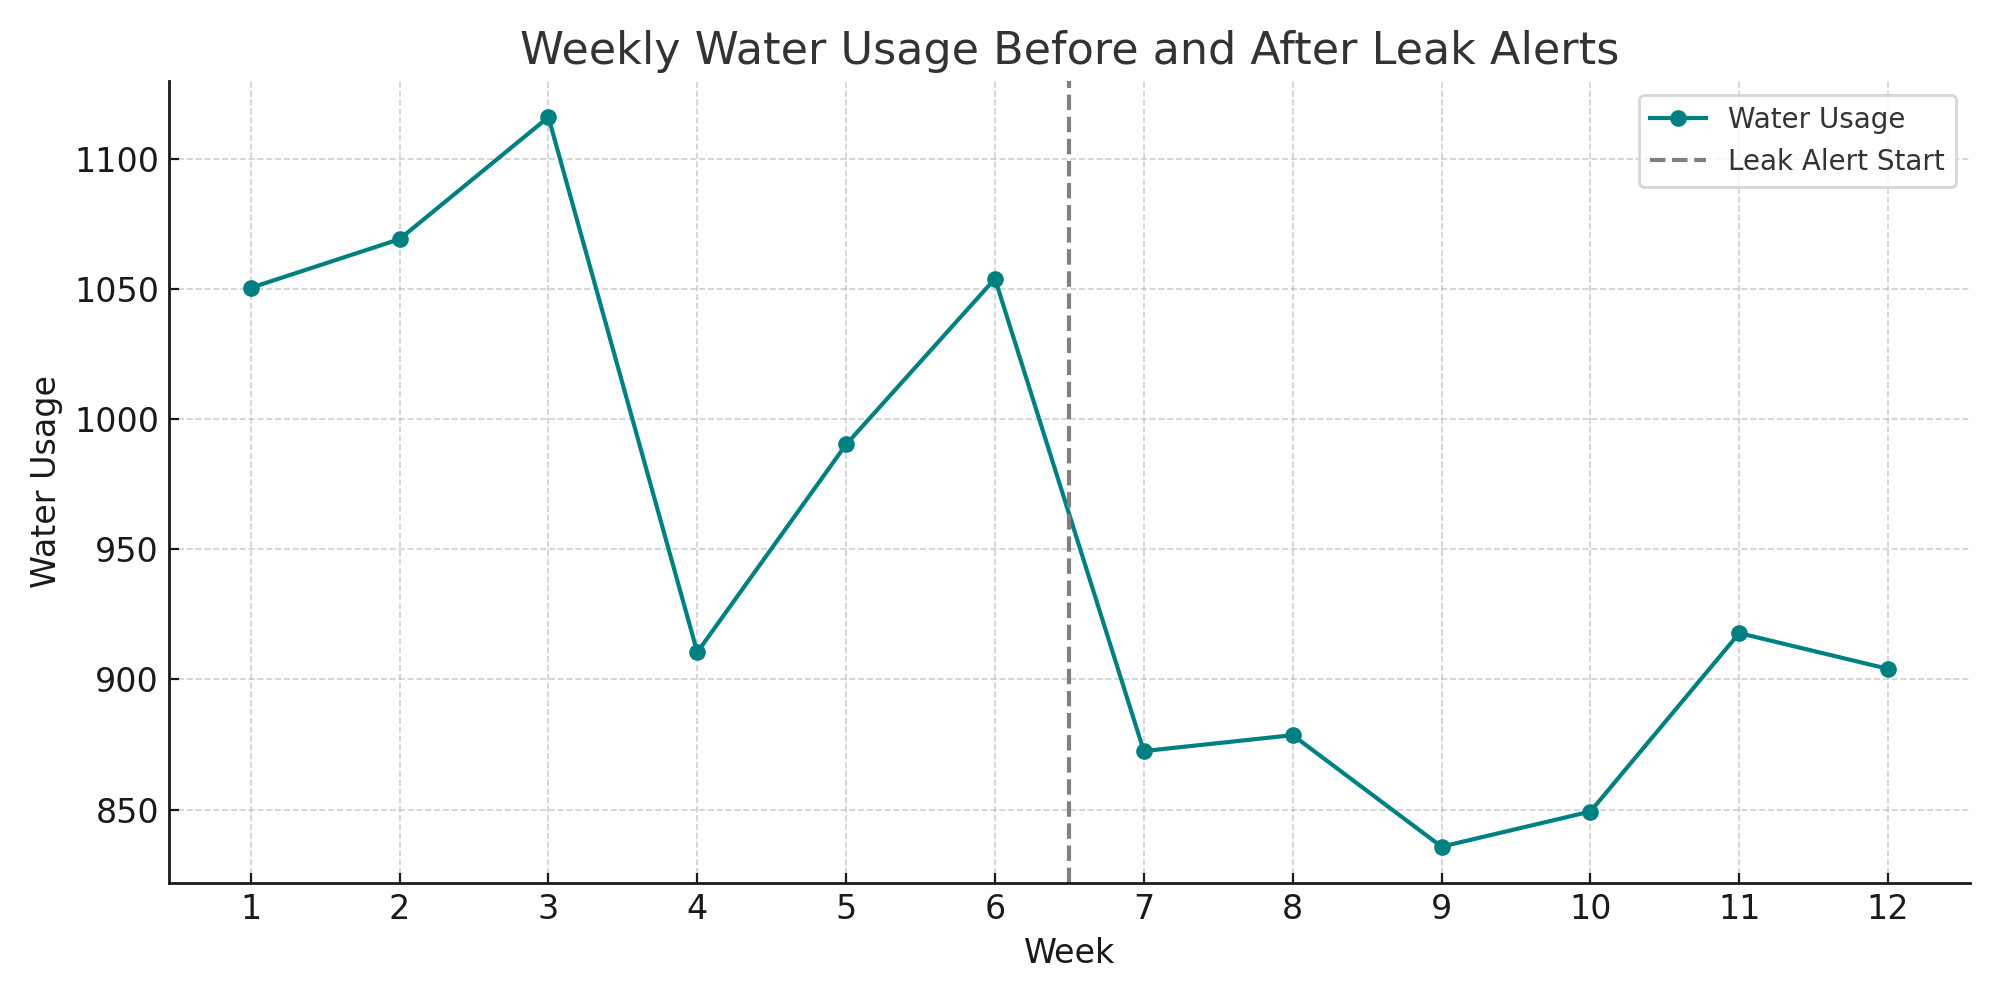 Weekly Water Usage Before and After Leak Alerts
Water Usage
Leak Alert Start
1100
1050
1000
950
900
850
Water Usage
1 2 3 4 5 6 7 8 9 10 11 12
Week